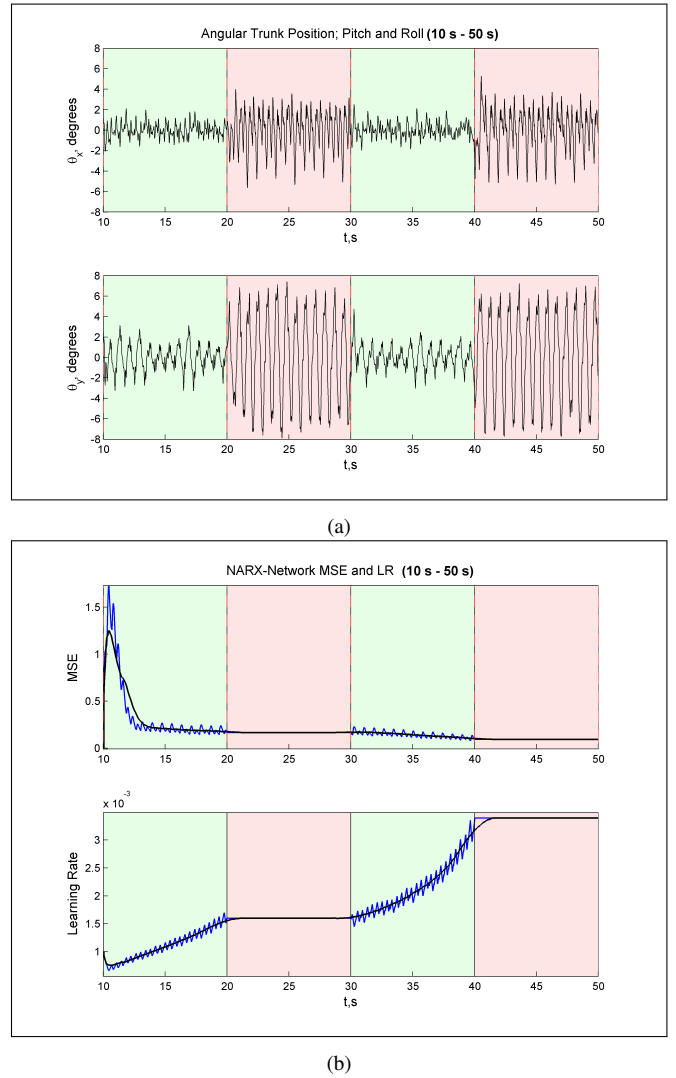 Angular Trunk Position; Pitch and Roll (10 s - 50 s)
8
6
4
2
0
-2
-4
-6
-8
θx, degrees
10 15 20 25 30 35 40 45 50
t,s
8
6
4
2
0
-2
-4
-6
-8
θy, degrees
10 15 20 25 30 35 40 45 50
t,s
(a)
NARX-Network MSE and LR (10 s - 50 s)
1.5
1
0.5
0
MSE
10 15 20 25 30 35 40 45 50
x 10-3
3
2.5
2
1.5
1
Learning Rate
10 15 20 25 30 35 40 45 50
t,s
(b)